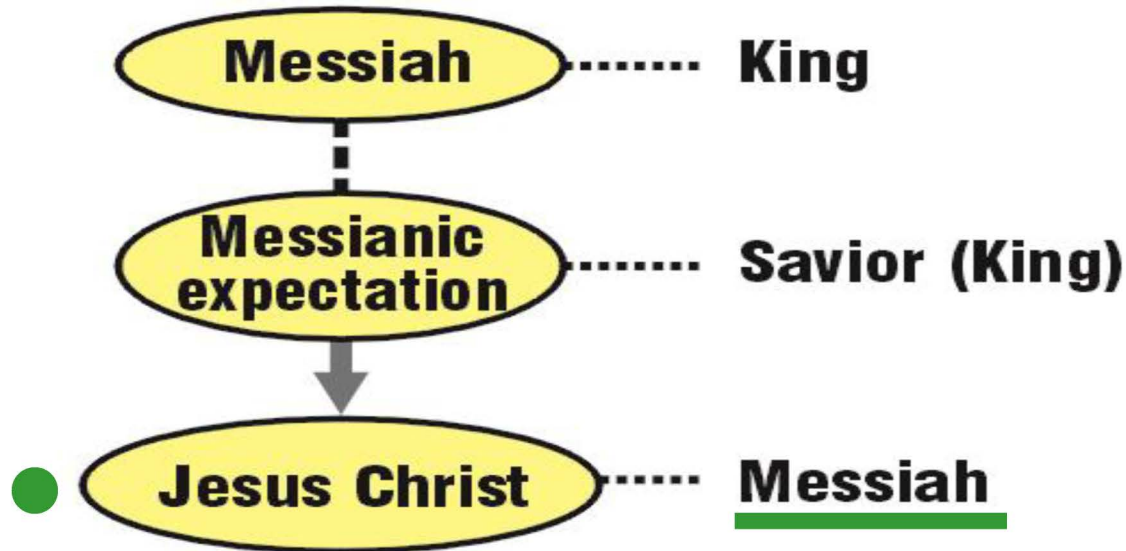 Messiah King
Messianic
expectation
Savior (King)
Jesus Christ Messiah